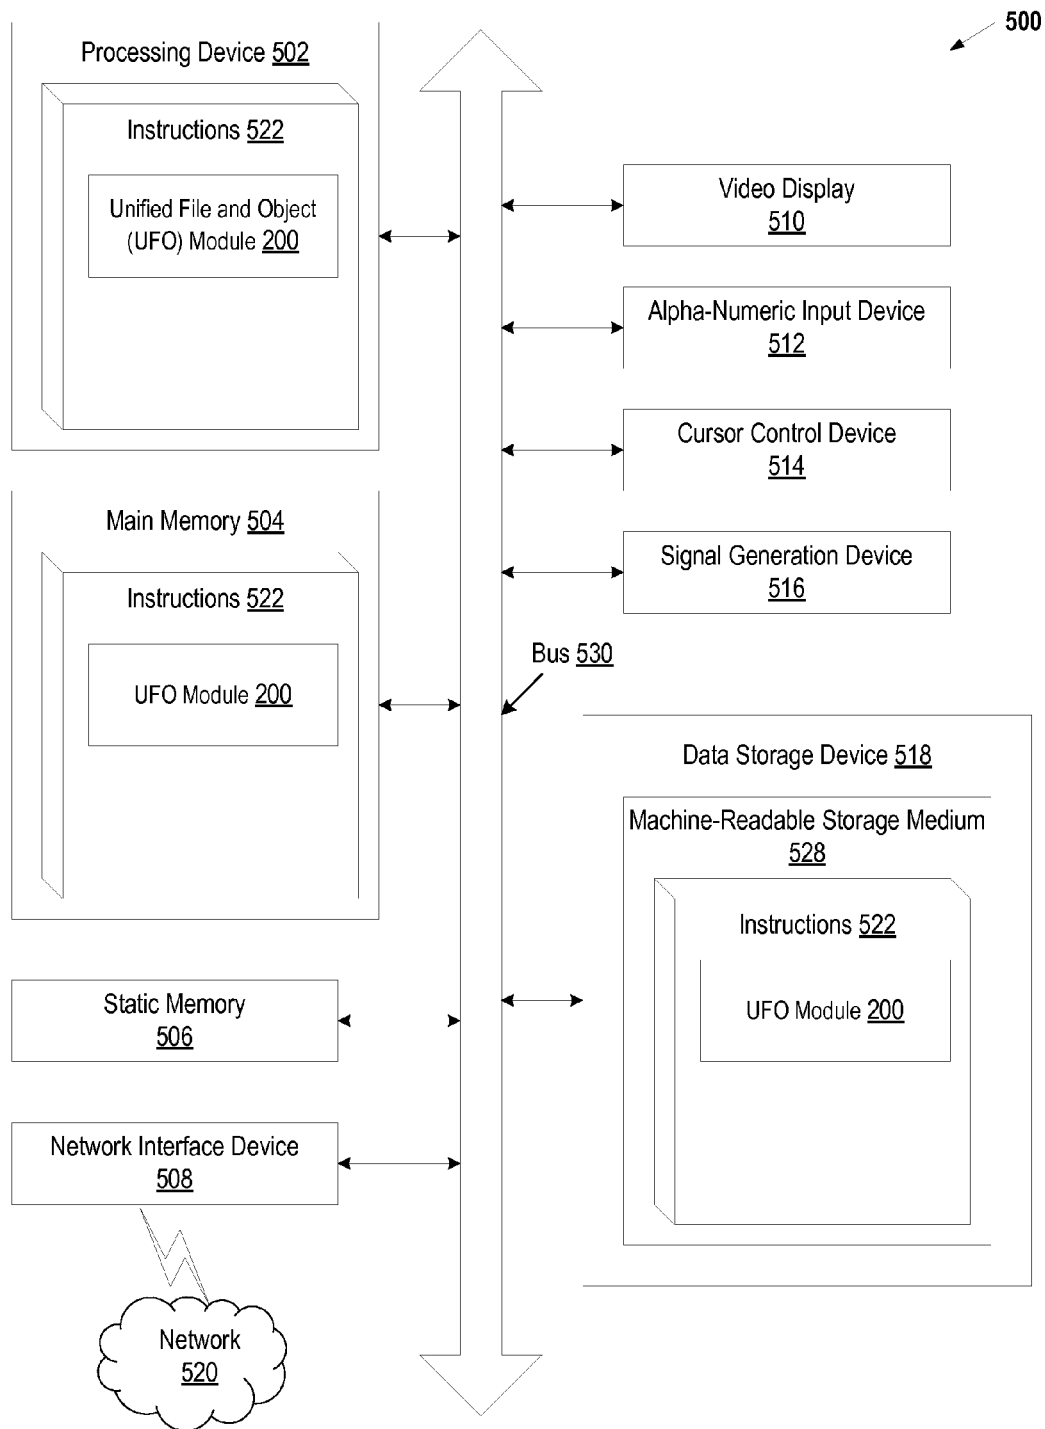 500
Processing Device 502
Instructions 522
Unified File and Object
(UFO) Module 200
Video Display
510
Alpha-Numeric Input Device
512
Cursor Control Device
514
Main Memory 504
Instructions 522
UFO Module 200
Signal Generation Device
516
Bus 530
Data Storage Device 518
Machine-Readable Storage Medium
528
Instructions 522
UFO Module 200
Static Memory
506
Network Interface Device
508
Network
520